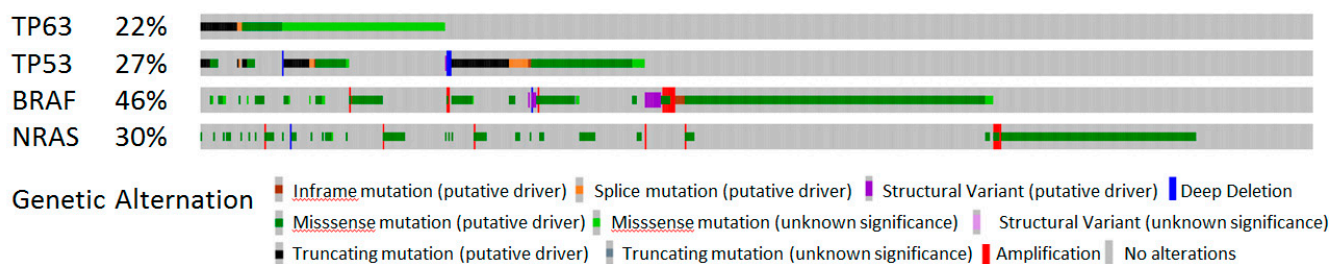 TP63 22%
TP53 27%
BRAF 46%
NRAS 30%
Genetic Alternation
Inframe mutation (putative driver) Splice mutation (putative driver) Structural Variant (putative driver) Deep Deletion
Misssense mutation (putative driver) Misssense mutation (unknown significance) Structural Variant (unknown significance)
Truncating mutation (putative driver) Truncating mutation (unknown significance) Amplification No alterations